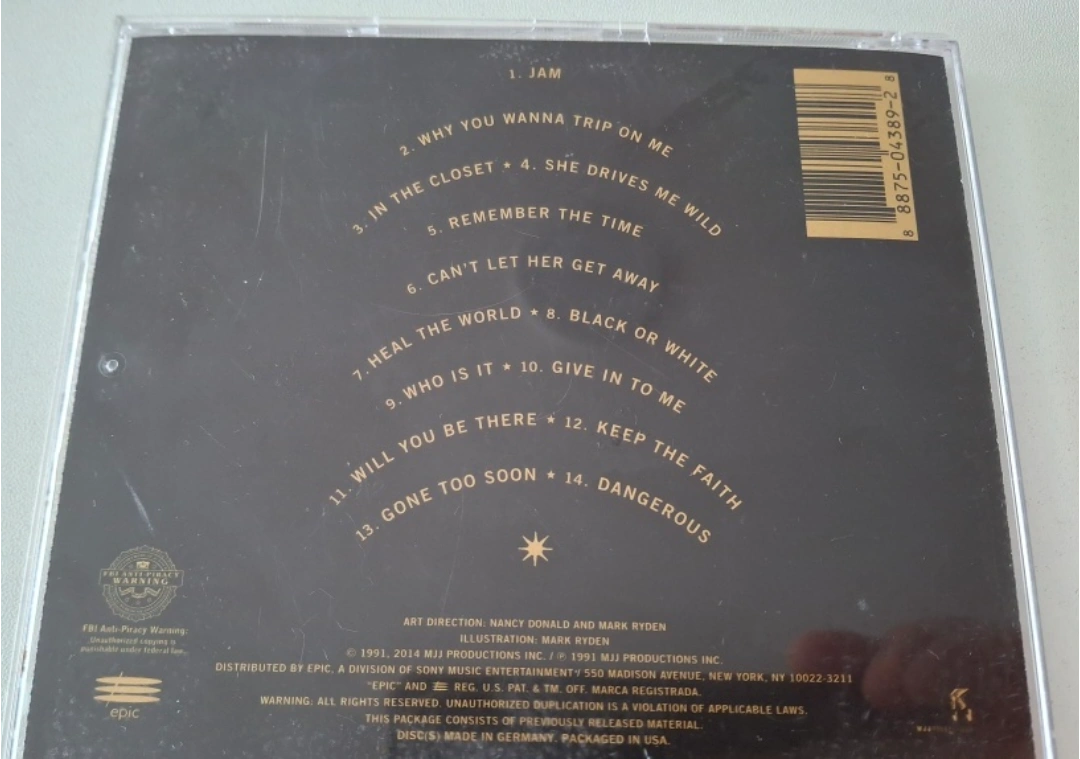 1. JAM
2. WHY YOU WANNA TRIP ON ME
3. IN THE CLOSET ★ 4. SHE DRIVES ME WILD
5. REMEMBER THE TIME
6. CAN'T LET HER GET AWAY
7. HEAL THE WORLD ★ 8. BLACK OR WHITE
9. WHO IS IT ★ 10. GIVE IN TO ME
11. WILL YOU BE THERE ★ 12. KEEP THE FAITH
13. GONE TOO SOON ★ 14. DANGEROUS
8 8875-04389-2 8
FBI ANTI-PIRACY
WARNING
FBI Anti-Piracy Warning:
Unauthorized copying is
punishable under federal law.
epic
ART DIRECTION: NANCY DONALD AND MARK RYDEN
ILLUSTRATION: MARK RYDEN
© 1991, 2014 MJJ PRODUCTIONS INC. / ℗ 1991 MJJ PRODUCTIONS INC.
DISTRIBUTED BY EPIC, A DIVISION OF SONY MUSIC ENTERTAINMENT / 550 MADISON AVENUE, NEW YORK, NY 10022-3211
"EPIC" AND REG. U.S. PAT. & TM. OFF. MARCA REGISTRADA.
WARNING: ALL RIGHTS RESERVED. UNAUTHORIZED DUPLICATION IS A VIOLATION OF APPLICABLE LAWS.
THIS PACKAGE CONSISTS OF PREVIOUSLY RELEASED MATERIAL.
DISC(S) MADE IN GERMANY. PACKAGED IN USA.